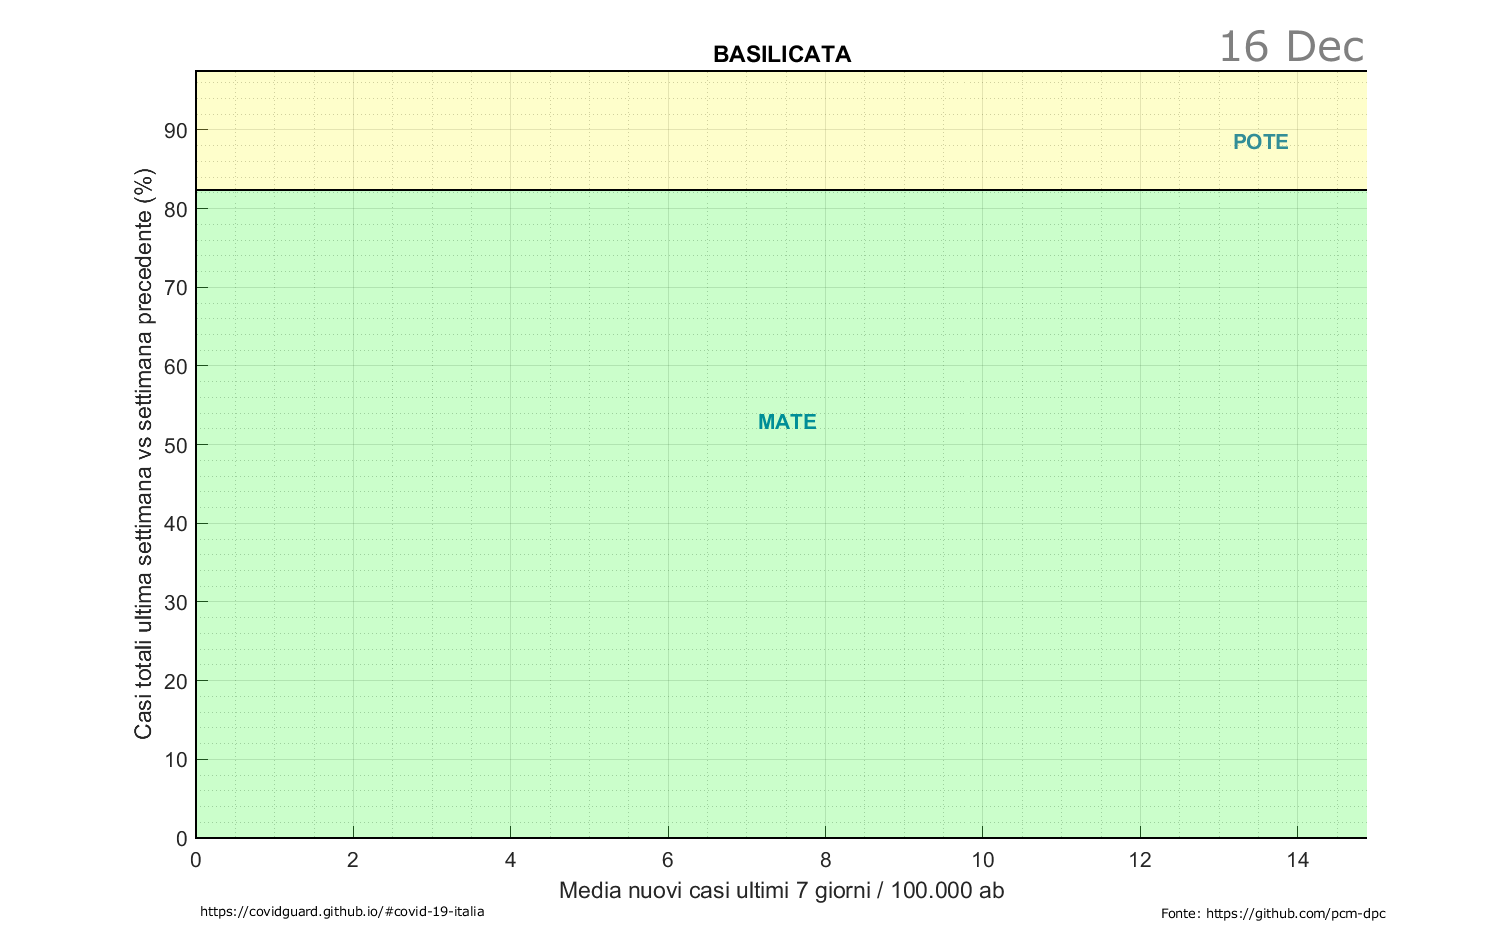 BASILICATA
16 Dec
Casi totali ultima settimana vs settimana precedente (%)
90
80
70
60
50
40
30
20
10
0
POTE
MATE
0 2 4 6 8 10 12 14
Media nuovi casi ultimi 7 giorni / 100.000 ab
https://covidguard.github.io/#covid-19-italia
Fonte: https://github.com/pcm-dpc